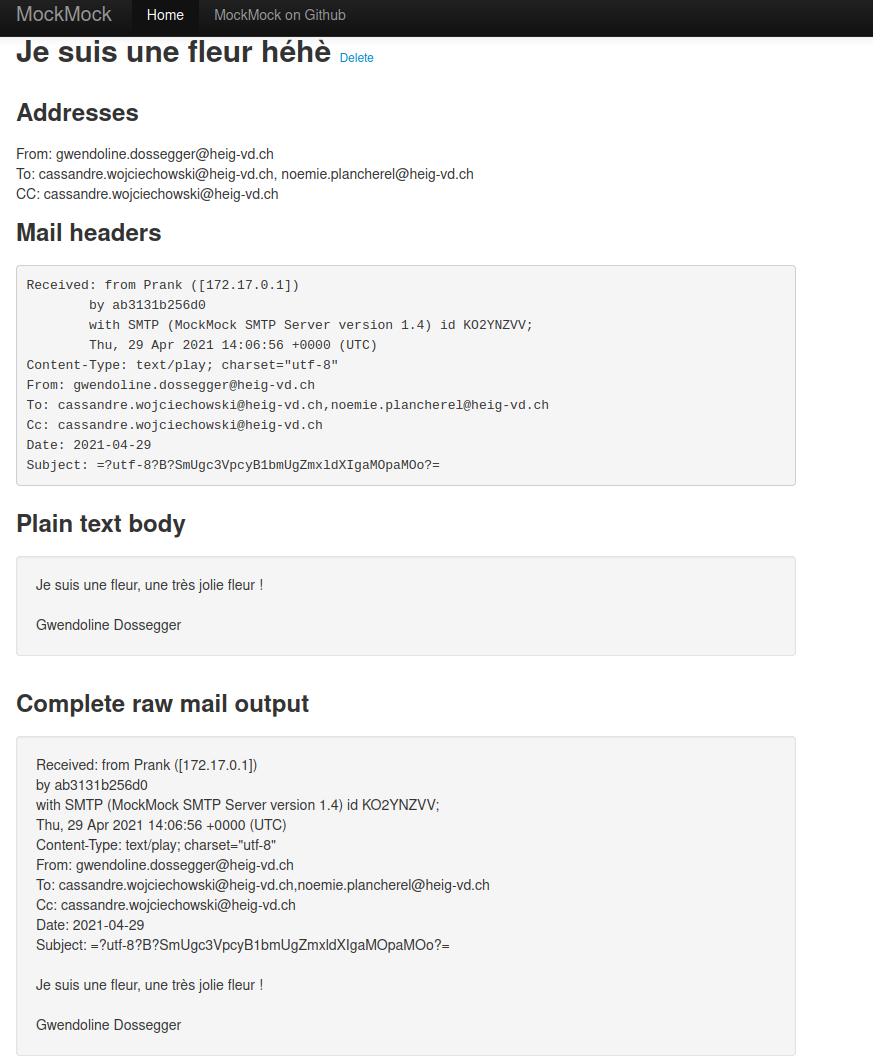 MockMock Home MockMock on Github
Je suis une fleur héhè Delete
Addresses
From: gwendoline.dossegger@heig-vd.ch
To: cassandre.wojciechowski@heig-vd.ch, noemie.plancherel@heig-vd.ch
CC: cassandre.wojciechowski@heig-vd.ch
Mail headers
Received: from Prank ([172.17.0.1])
by ab3131b256d0
with SMTP (MockMock SMTP Server version 1.4) id KO2YNZVV;
Thu, 29 Apr 2021 14:06:56 +0000 (UTC)
Content-Type: text/play; charset="utf-8"
From: gwendoline.dossegger@heig-vd.ch
To: cassandre.wojciechowski@heig-vd.ch,noemie.plancherel@heig-vd.ch
Cc: cassandre.wojciechowski@heig-vd.ch
Date: 2021-04-29
Subject: =?utf-8?B?SmUgc3VpcyB1bmUgZmxldXIgaMOpaMOo?=
Plain text body
Je suis une fleur, une très jolie fleur !
Gwendoline Dossegger
Complete raw mail output
Received: from Prank ([172.17.0.1])
by ab3131b256d0
with SMTP (MockMock SMTP Server version 1.4) id KO2YNZVV;
Thu, 29 Apr 2021 14:06:56 +0000 (UTC)
Content-Type: text/play; charset="utf-8"
From: gwendoline.dossegger@heig-vd.ch
To: cassandre.wojciechowski@heig-vd.ch,noemie.plancherel@heig-vd.ch
Cc: cassandre.wojciechowski@heig-vd.ch
Date: 2021-04-29
Subject: =?utf-8?B?SmUgc3VpcyB1bmUgZmxldXIgaMOpaMOo?=
Je suis une fleur, une très jolie fleur !
Gwendoline Dossegger